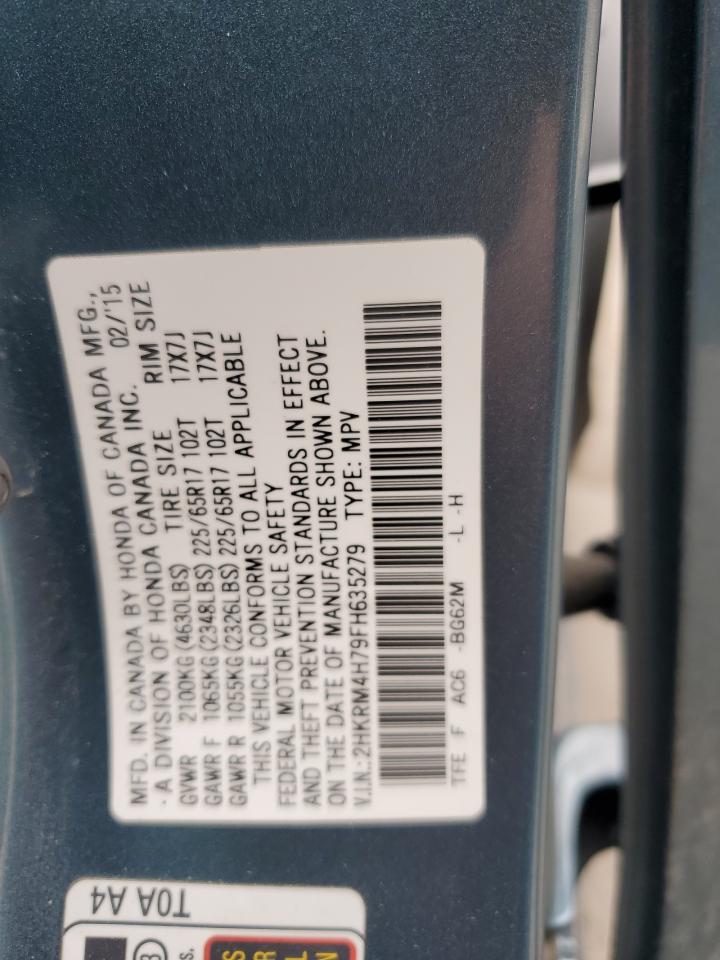 MFD. IN CANADA BY HONDA OF CANADA MFG.,
· A DIVISION OF HONDA CANADA INC. 02/'15
GVWR 2100KG (4630LBS) TIRE SIZE RIM SIZE
GAWR F 1065KG (2348LBS) 225/65R17 102T 17X7J
GAWR R 1055KG (2326LBS) 225/65R17 102T 17X7J
THIS VEHICLE CONFORMS TO ALL APPLICABLE
FEDERAL MOTOR VEHICLE SAFETY
AND THEFT PREVENTION STANDARDS IN EFFECT
ON THE DATE OF MANUFACTURE SHOWN ABOVE.
V.I.N.:2HKRM4H79FH635279 TYPE: MPV
TFE F AC6 -BG62M -L -H
T0A A4